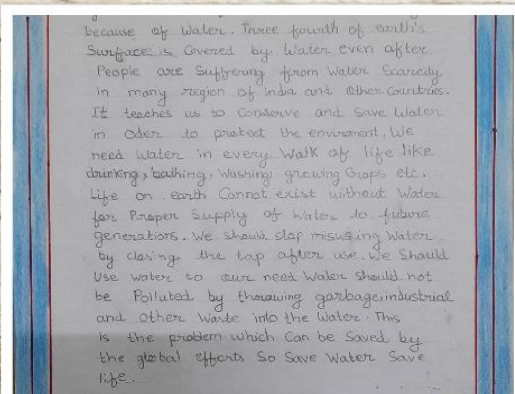 because of Water. Three fourth of earth's
Surface is Covered by Water even after
People are Suffering from Water Scarcity
in many region of india and Other Countries.
It teaches us to Conserve and Save Water
in Oder to protect the enviroment. We
need Water in every Walk of life like
drinking, bathing, Washing growing Crops etc.
Life on earth Cannot exist without Water
for Proper Supply of Water to future
generations. We should stop misusing Water
by closing the tap after use. We Should
Use water to our need Water should not
be Polluted by thorawing garbage, industrial
and other waste into the Water. This
is the problem which Can be Saved by
the global efforts So Save Water Save
life.